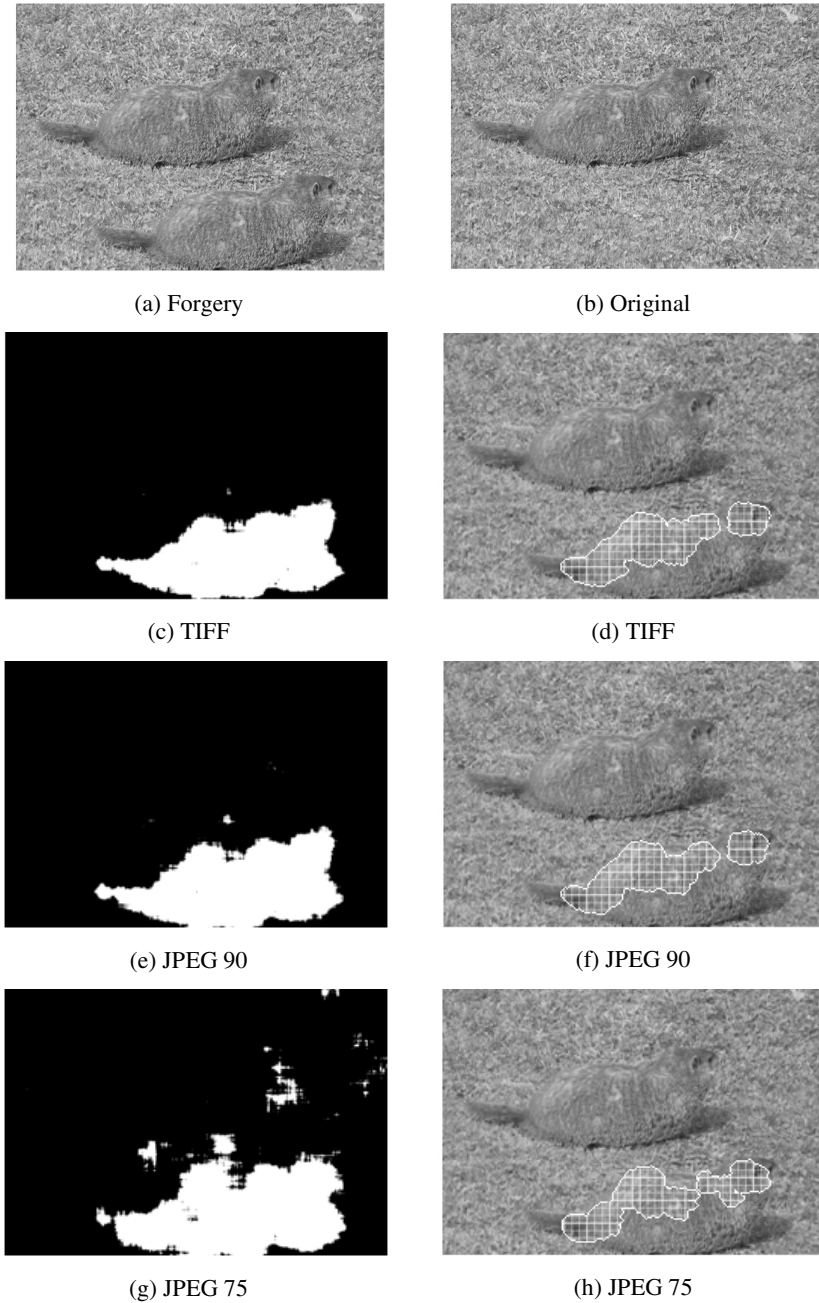 (a) Forgery
(b) Original
(c) TIFF
(d) TIFF
(e) JPEG 90
(f) JPEG 90
(g) JPEG 75
(h) JPEG 75